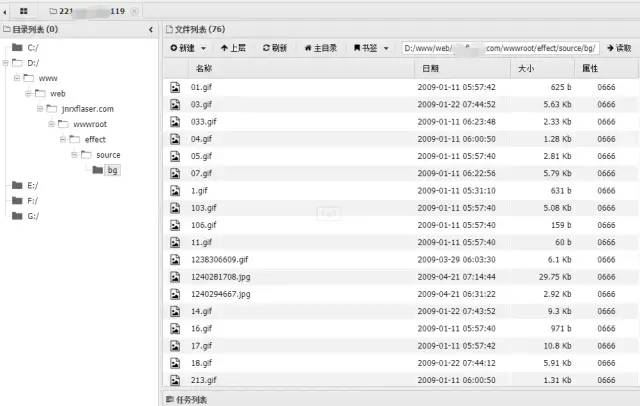 221 119
目录列表 (0)
C:/
D:/
www
web
jnrxflaser.com
wwwroot
effect
source
bg
E:/
F:/
G:/
文件列表 (76)
新建 上层 刷新 主目录 书签 D:/www/web/ .com/wwwroot/effect/source/bg/ 读取
名称 日期 大小 属性
01.gif 2009-01-11 05:57:42 625 b 0666
03.gif 2009-01-22 07:44:52 5.63 Kb 0666
033.gif 2009-01-11 06:23:48 2.33 Kb 0666
04.gif 2009-01-11 06:00:50 1.28 Kb 0666
05.gif 2009-01-11 05:57:40 2.81 Kb 0666
07.gif 2009-01-11 06:22:56 5.79 Kb 0666
1.gif 2009-01-11 05:31:10 631 b 0666
103.gif 2009-01-11 05:57:40 5.08 Kb 0666
106.gif 2009-01-11 05:57:40 159 b 0666
11.gif 2009-01-11 05:57:40 60 b 0666
1238306609.gif 2009-03-29 06:03:30 6.1 Kb 0666
1240281708.jpg 2009-04-21 07:14:44 29.75 Kb 0666
1240294667.jpg 2009-04-21 06:31:22 2.92 Kb 0666
14.gif 2009-01-22 07:43:52 9.3 Kb 0666
16.gif 2009-01-11 05:57:40 971 b 0666
17.gif 2009-01-11 05:57:42 10.8 Kb 0666
18.gif 2009-01-22 07:44:12 5.91 Kb 0666
213.gif 2009-01-11 06:00:50 1.31 Kb 0666
任务列表